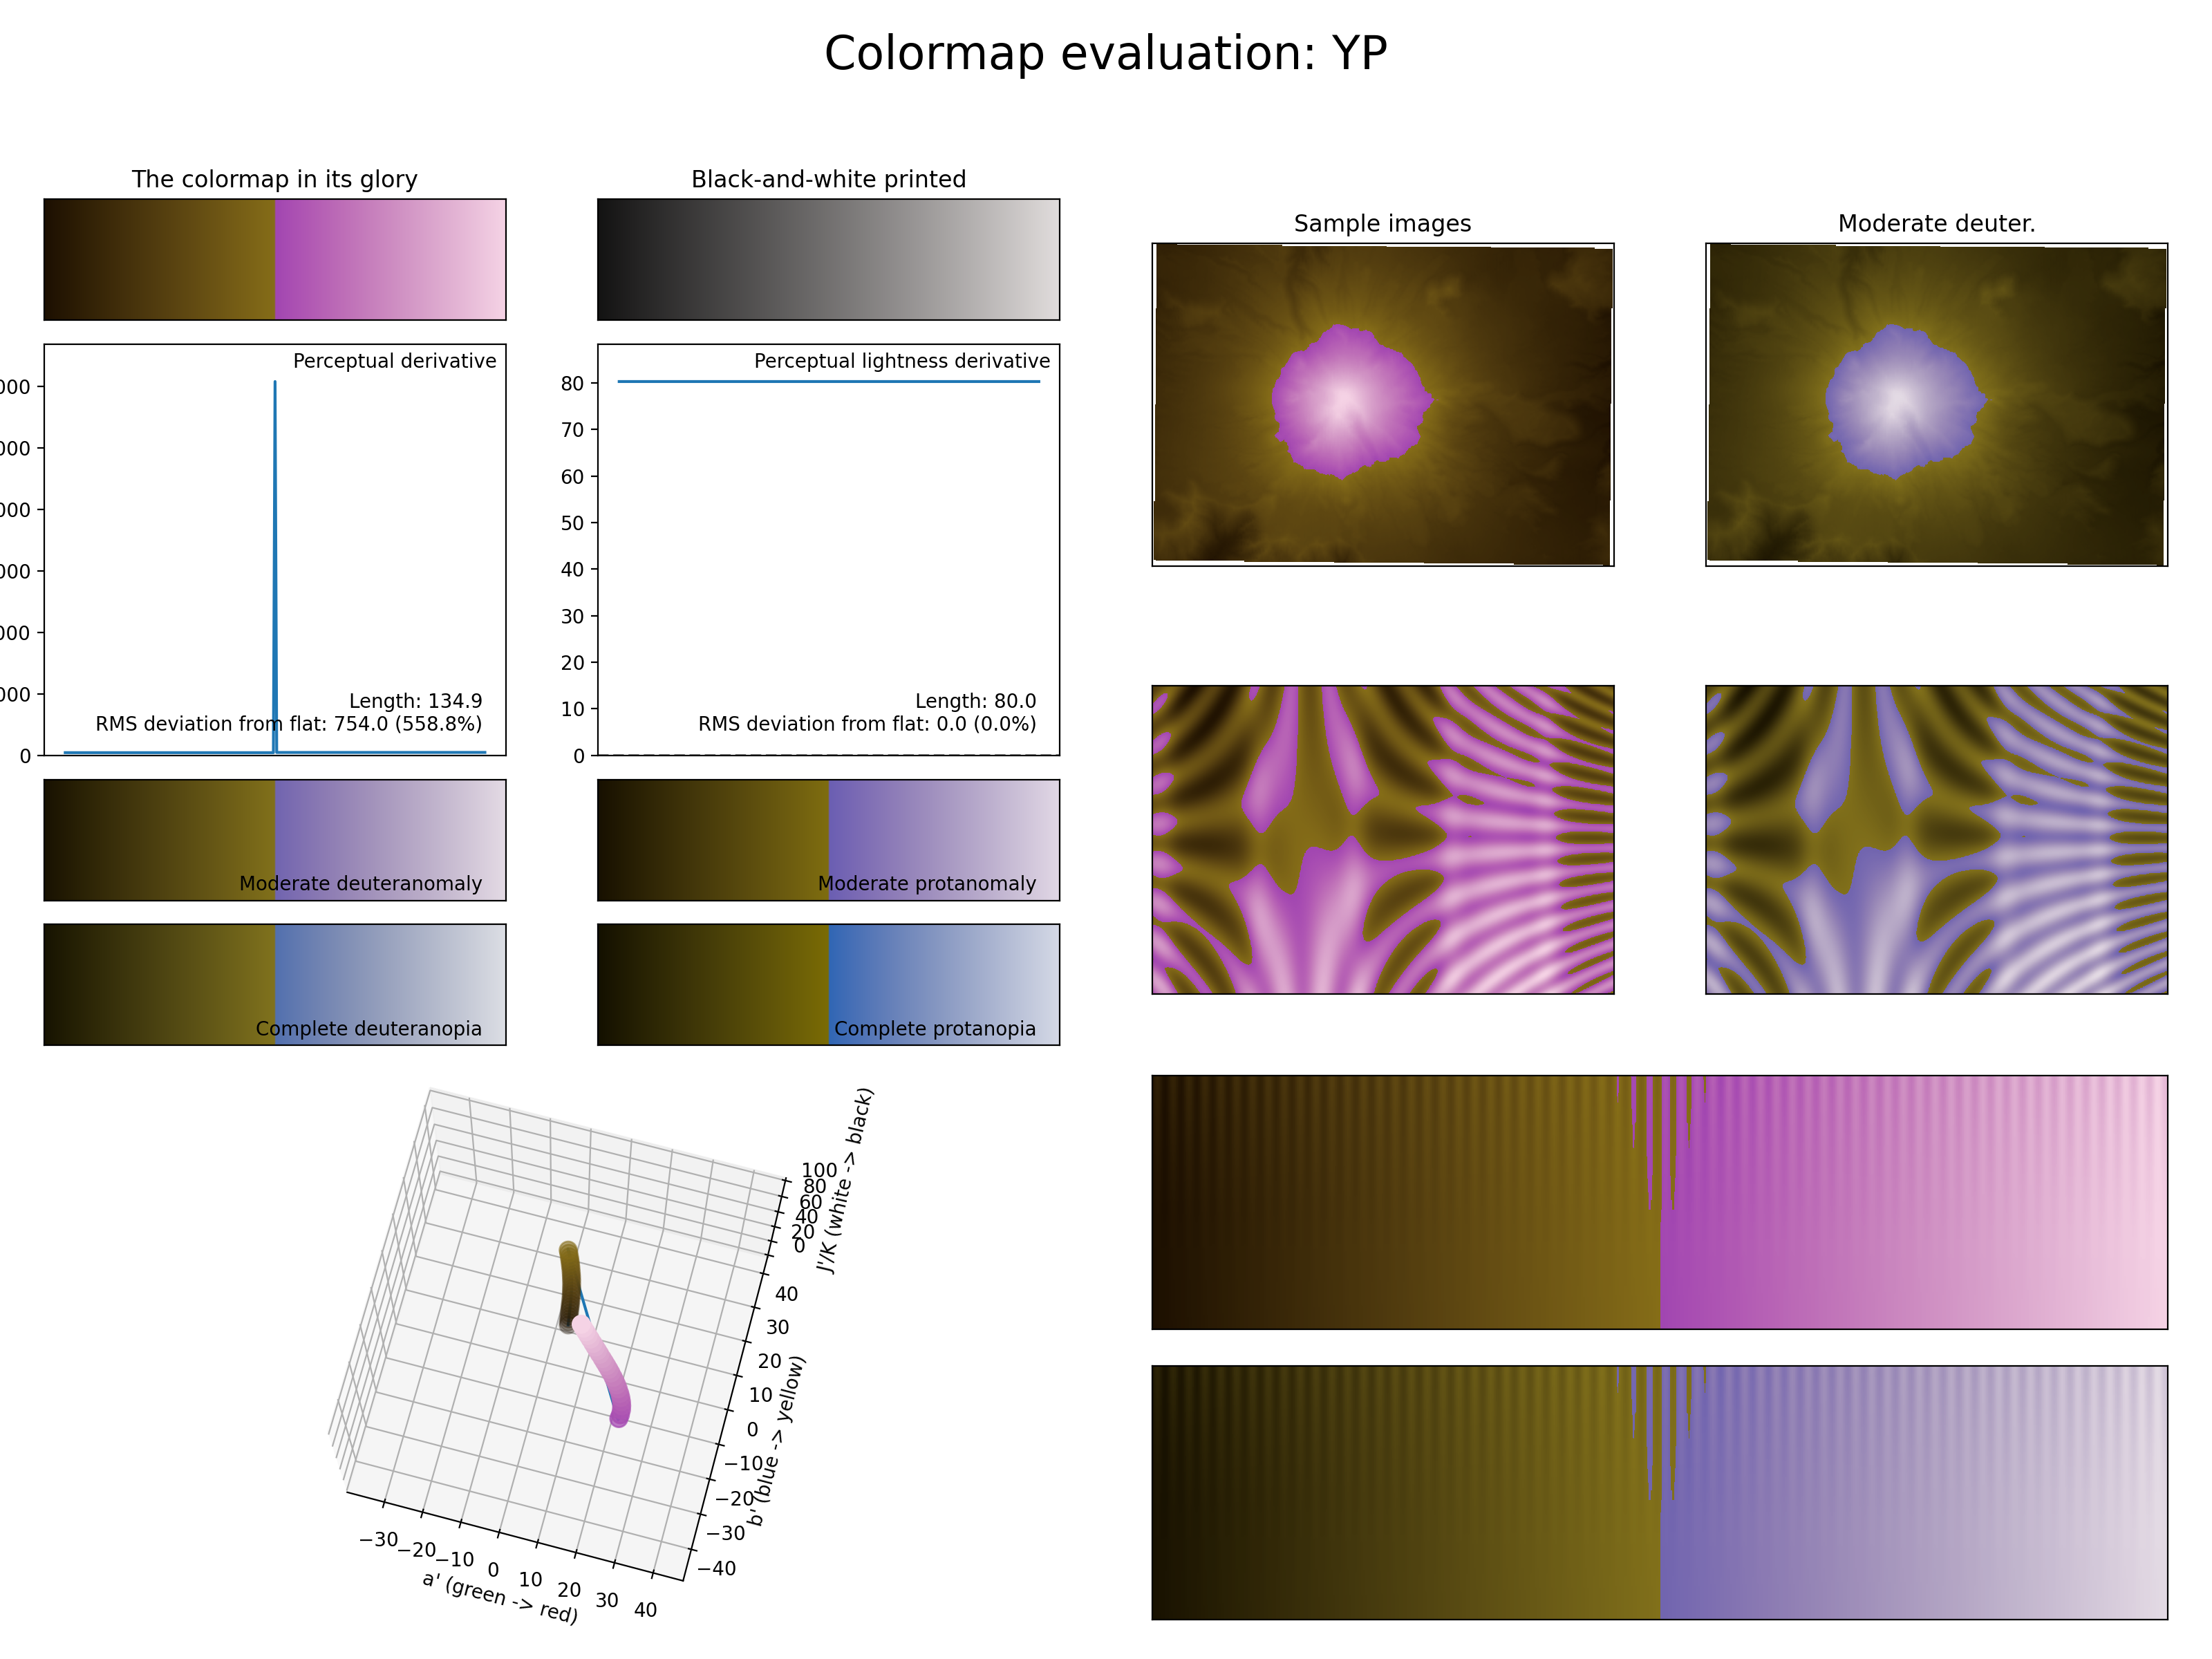 Colormap evaluation: YP
The colormap in its glory
Black-and-white printed
Sample images
Moderate deuter.
Perceptual derivative
000
000
000
000
000
000
0
Length: 134.9
RMS deviation from flat: 754.0 (558.8%)
Perceptual lightness derivative
80
70
60
50
40
30
20
10
0
Length: 80.0
RMS deviation from flat: 0.0 (0.0%)
Moderate deuteranomaly
Moderate protanomaly
Complete deuteranopia
Complete protanopia
J'/K (white -> black)
100
80
60
40
20
0
40
30
20
10
0
−10
−20
−30
−40
b' (blue -> yellow)
−30
−20
−10
0
10
20
30
40
a' (green -> red)